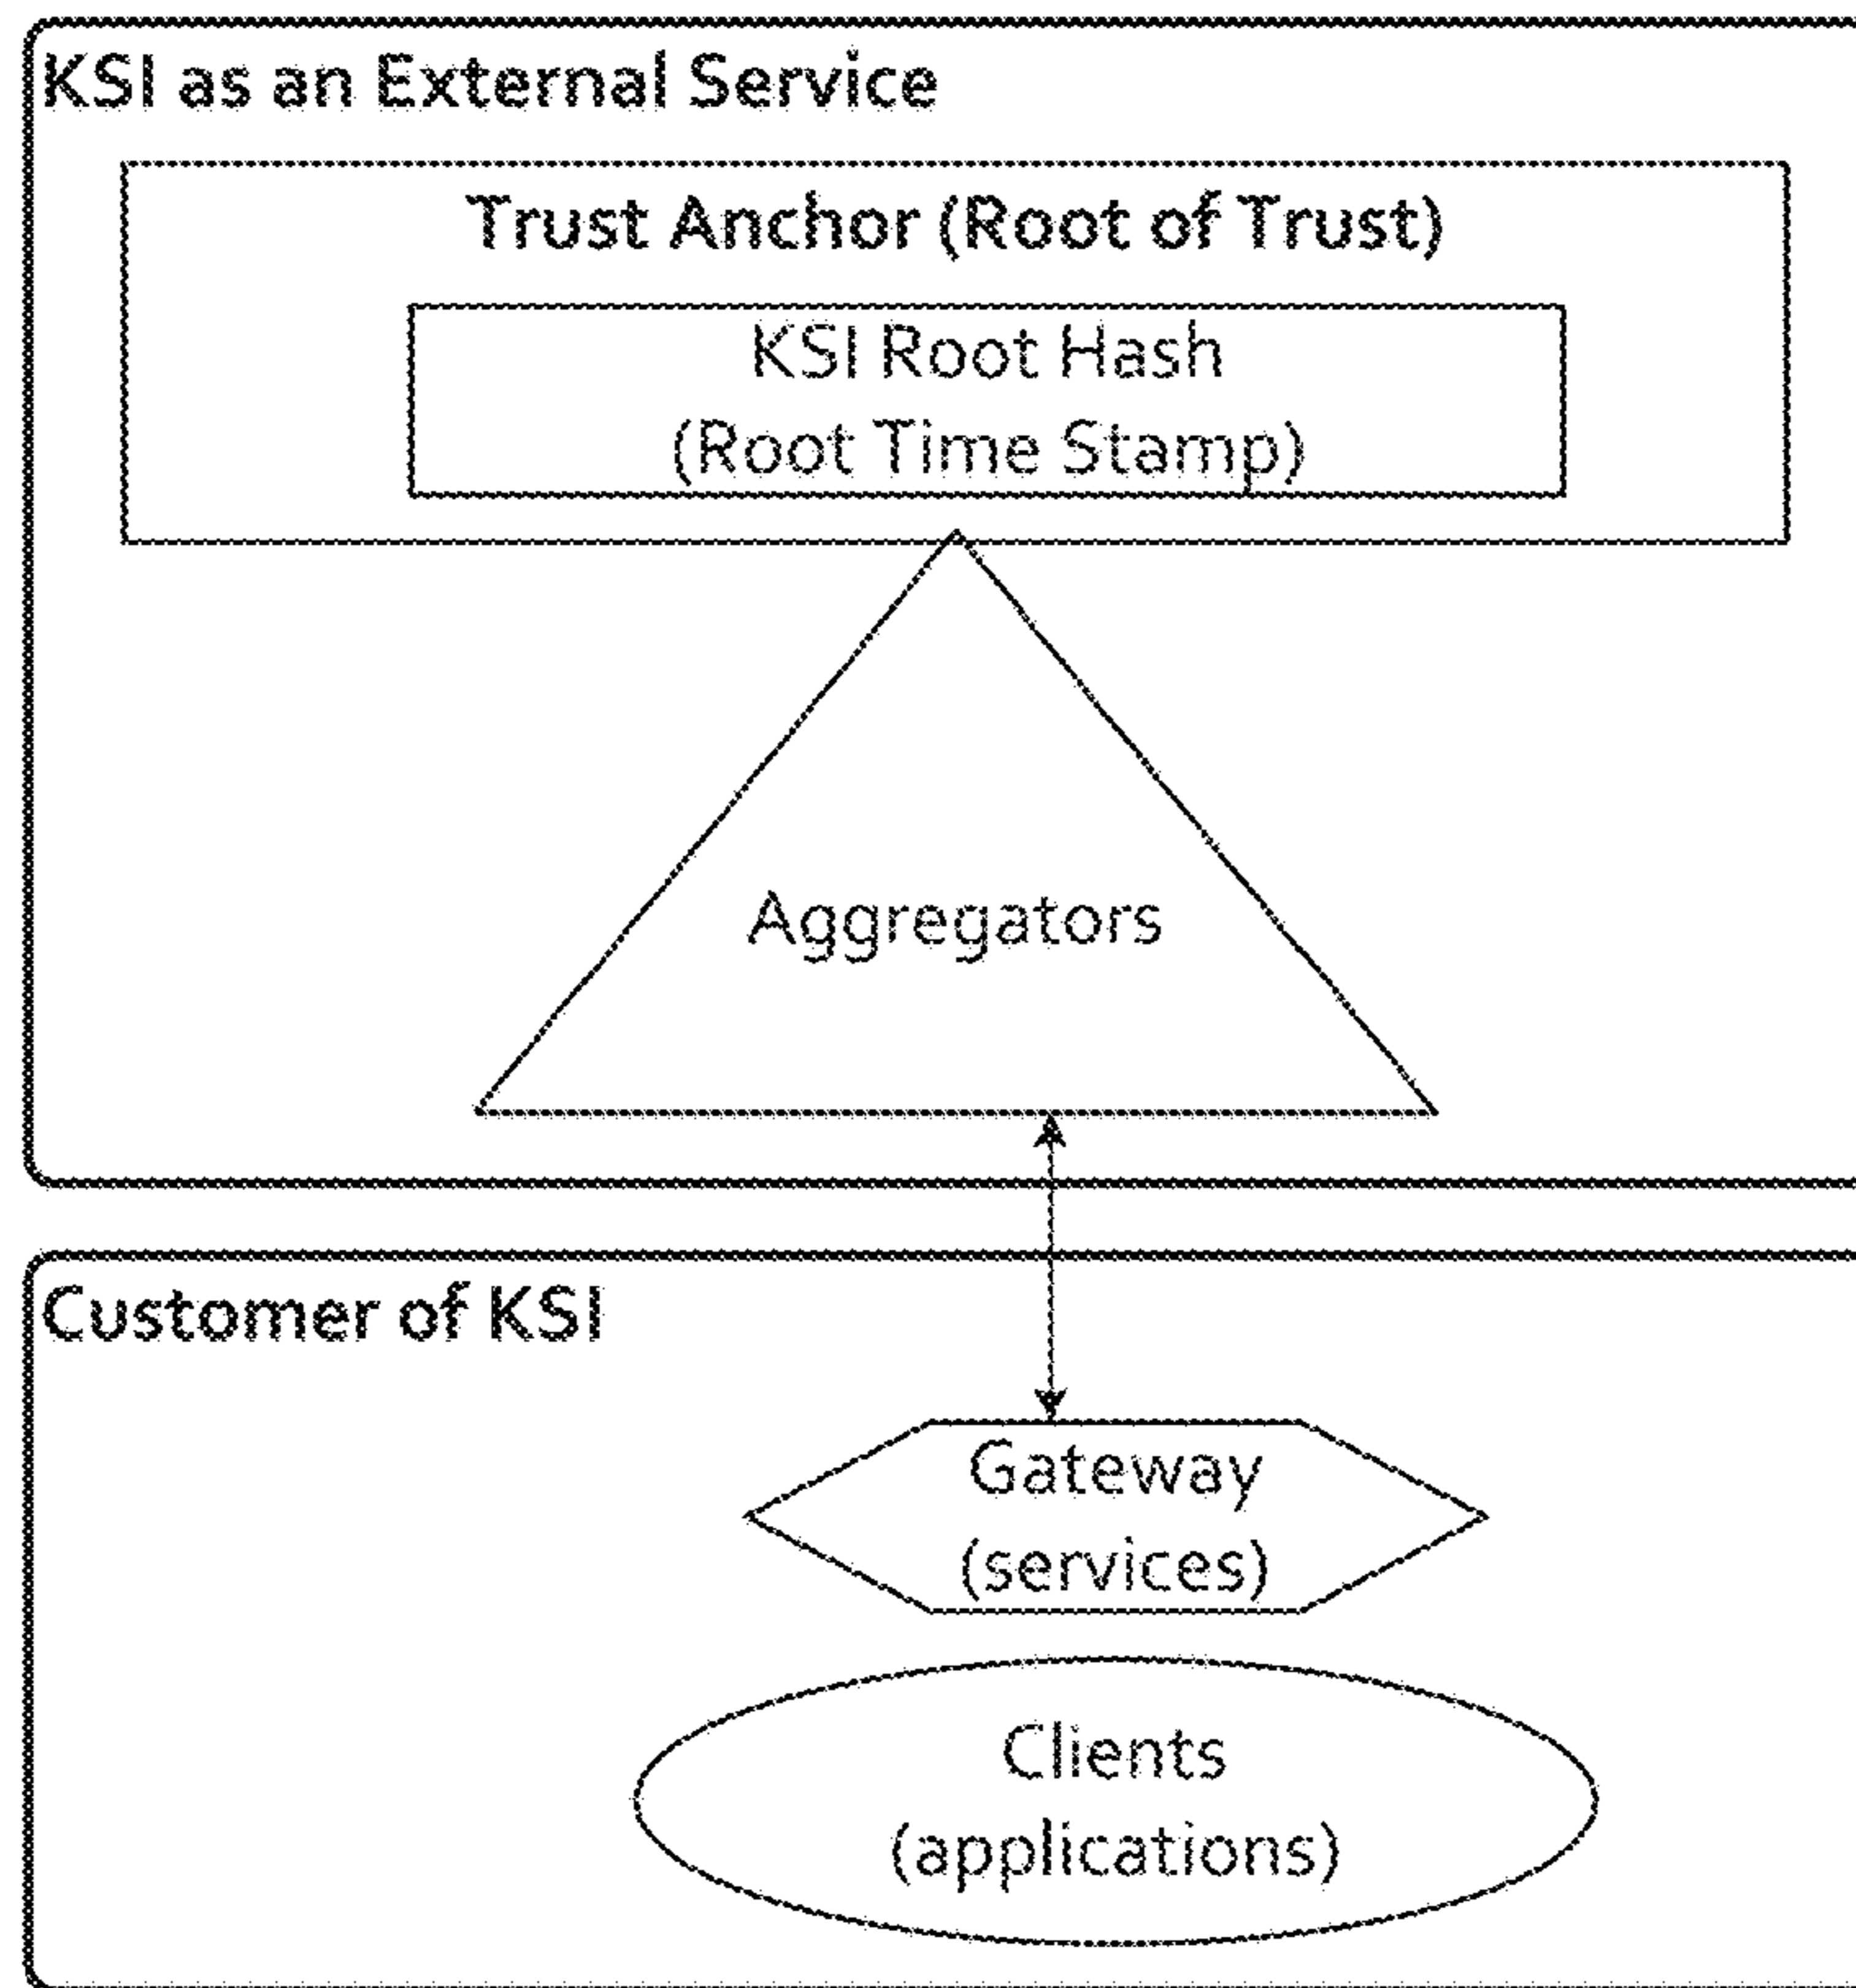 KSI as an External Service
Trust Anchor (Root of Trust)
KSI Root Hash
(Root Time Stamp)
Aggregators
Customer of KSI
Gateway
(services)
Clients
(applications)